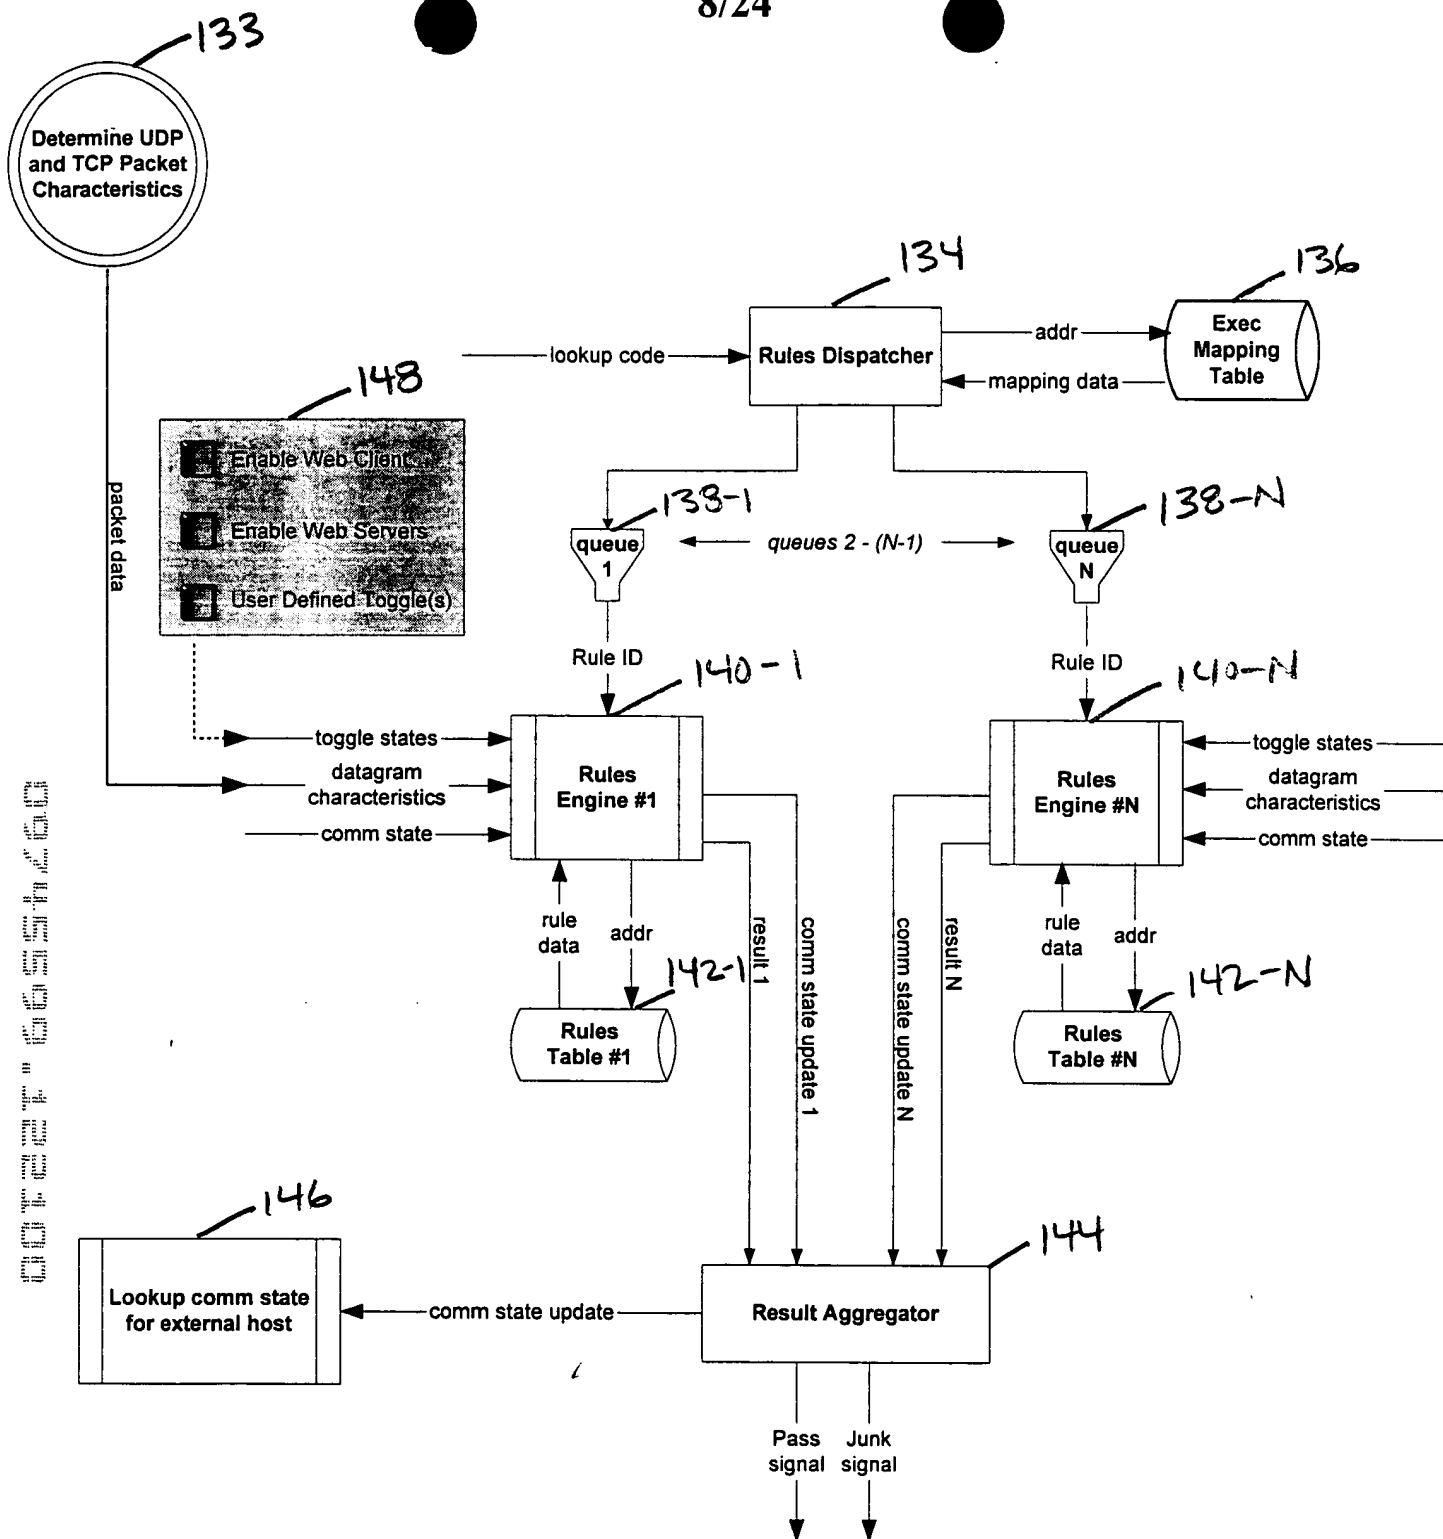 8/24
133
Determine UDP
and TCP Packet
Characteristics
134
136
lookup code
Rules Dispatcher
addr
mapping data
Exec
Mapping
Table
148
Enable Web Client
Enable Web Servers
User Defined Toggle(s)
packet data
138-1
138-N
queue
1
queues 2 - (N-1)
queue
N
Rule ID
Rule ID
140-1
140-N
toggle states
datagram
characteristics
comm state
Rules
Engine #1
Rules
Engine #N
toggle states
datagram
characteristics
comm state
rule
data
addr
result 1
comm state update 1
comm state update N
result N
rule
data
addr
142-1
142-N
Rules
Table #1
Rules
Table #N
09745599.122100
146
144
Lookup comm state
for external host
comm state update
Result Aggregator
Pass
signal
Junk
signal